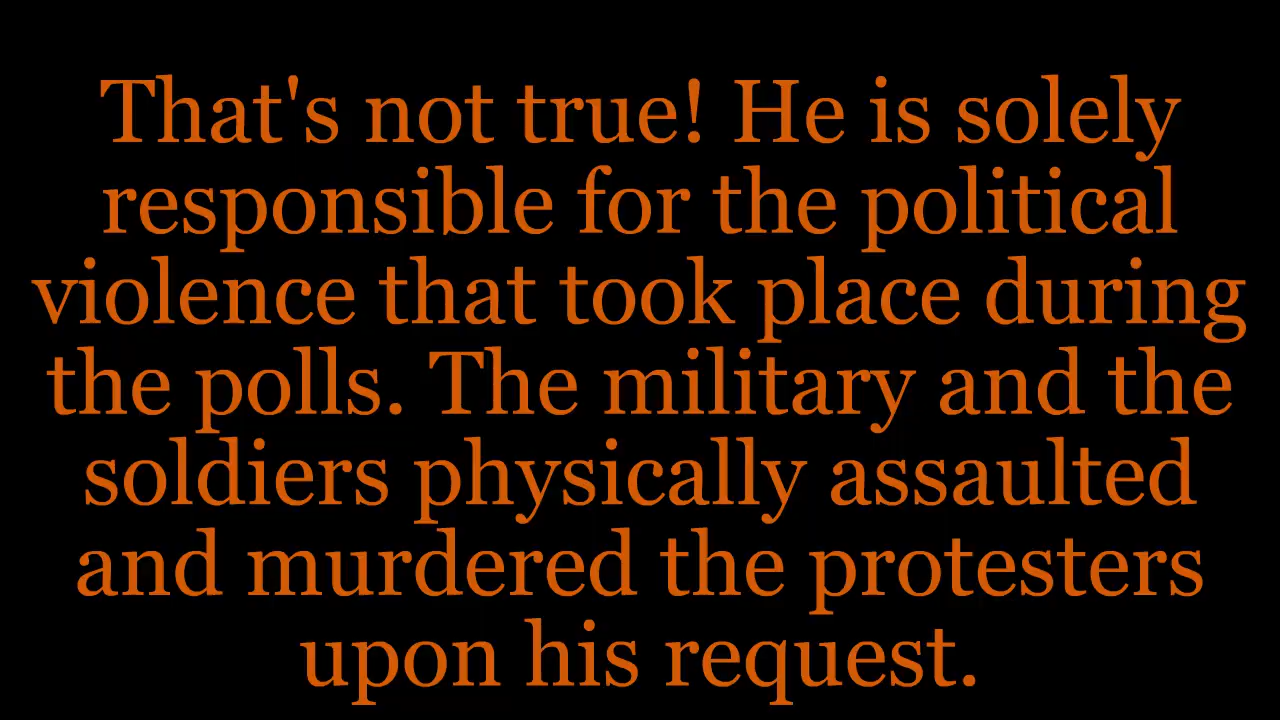 That's not true! He is solely
responsible for the political
violence that took place during
the polls. The military and the
soldiers physically assaulted
and murdered the protesters
upon his request.